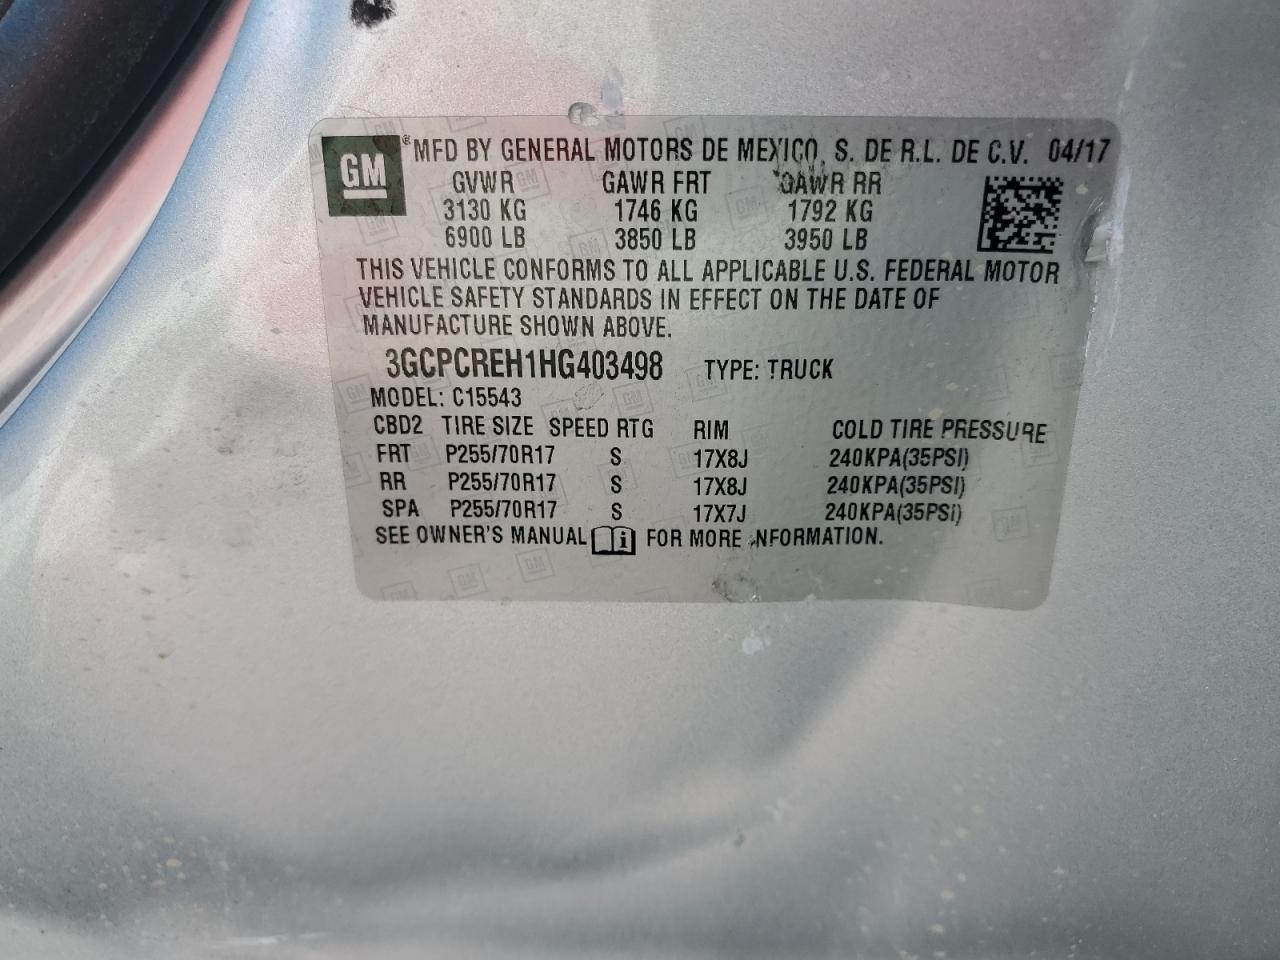 GM ® MFD BY GENERAL MOTORS DE MEXICO, S. DE R.L. DE C.V. 04/17
GVWR GAWR FRT GAWR RR
3130 KG 1746 KG 1792 KG
6900 LB 3850 LB 3950 LB
THIS VEHICLE CONFORMS TO ALL APPLICABLE U.S. FEDERAL MOTOR
VEHICLE SAFETY STANDARDS IN EFFECT ON THE DATE OF
MANUFACTURE SHOWN ABOVE.
3GCPCREH1HG403498 TYPE: TRUCK
MODEL: C15543
CBD2 TIRE SIZE SPEED RTG RIM COLD TIRE PRESSURE
FRT P255/70R17 S 17X8J 240KPA(35PSI)
RR P255/70R17 S 17X8J 240KPA(35PSI)
SPA P255/70R17 S 17X7J 240KPA(35PSI)
SEE OWNER'S MANUAL i FOR MORE INFORMATION.